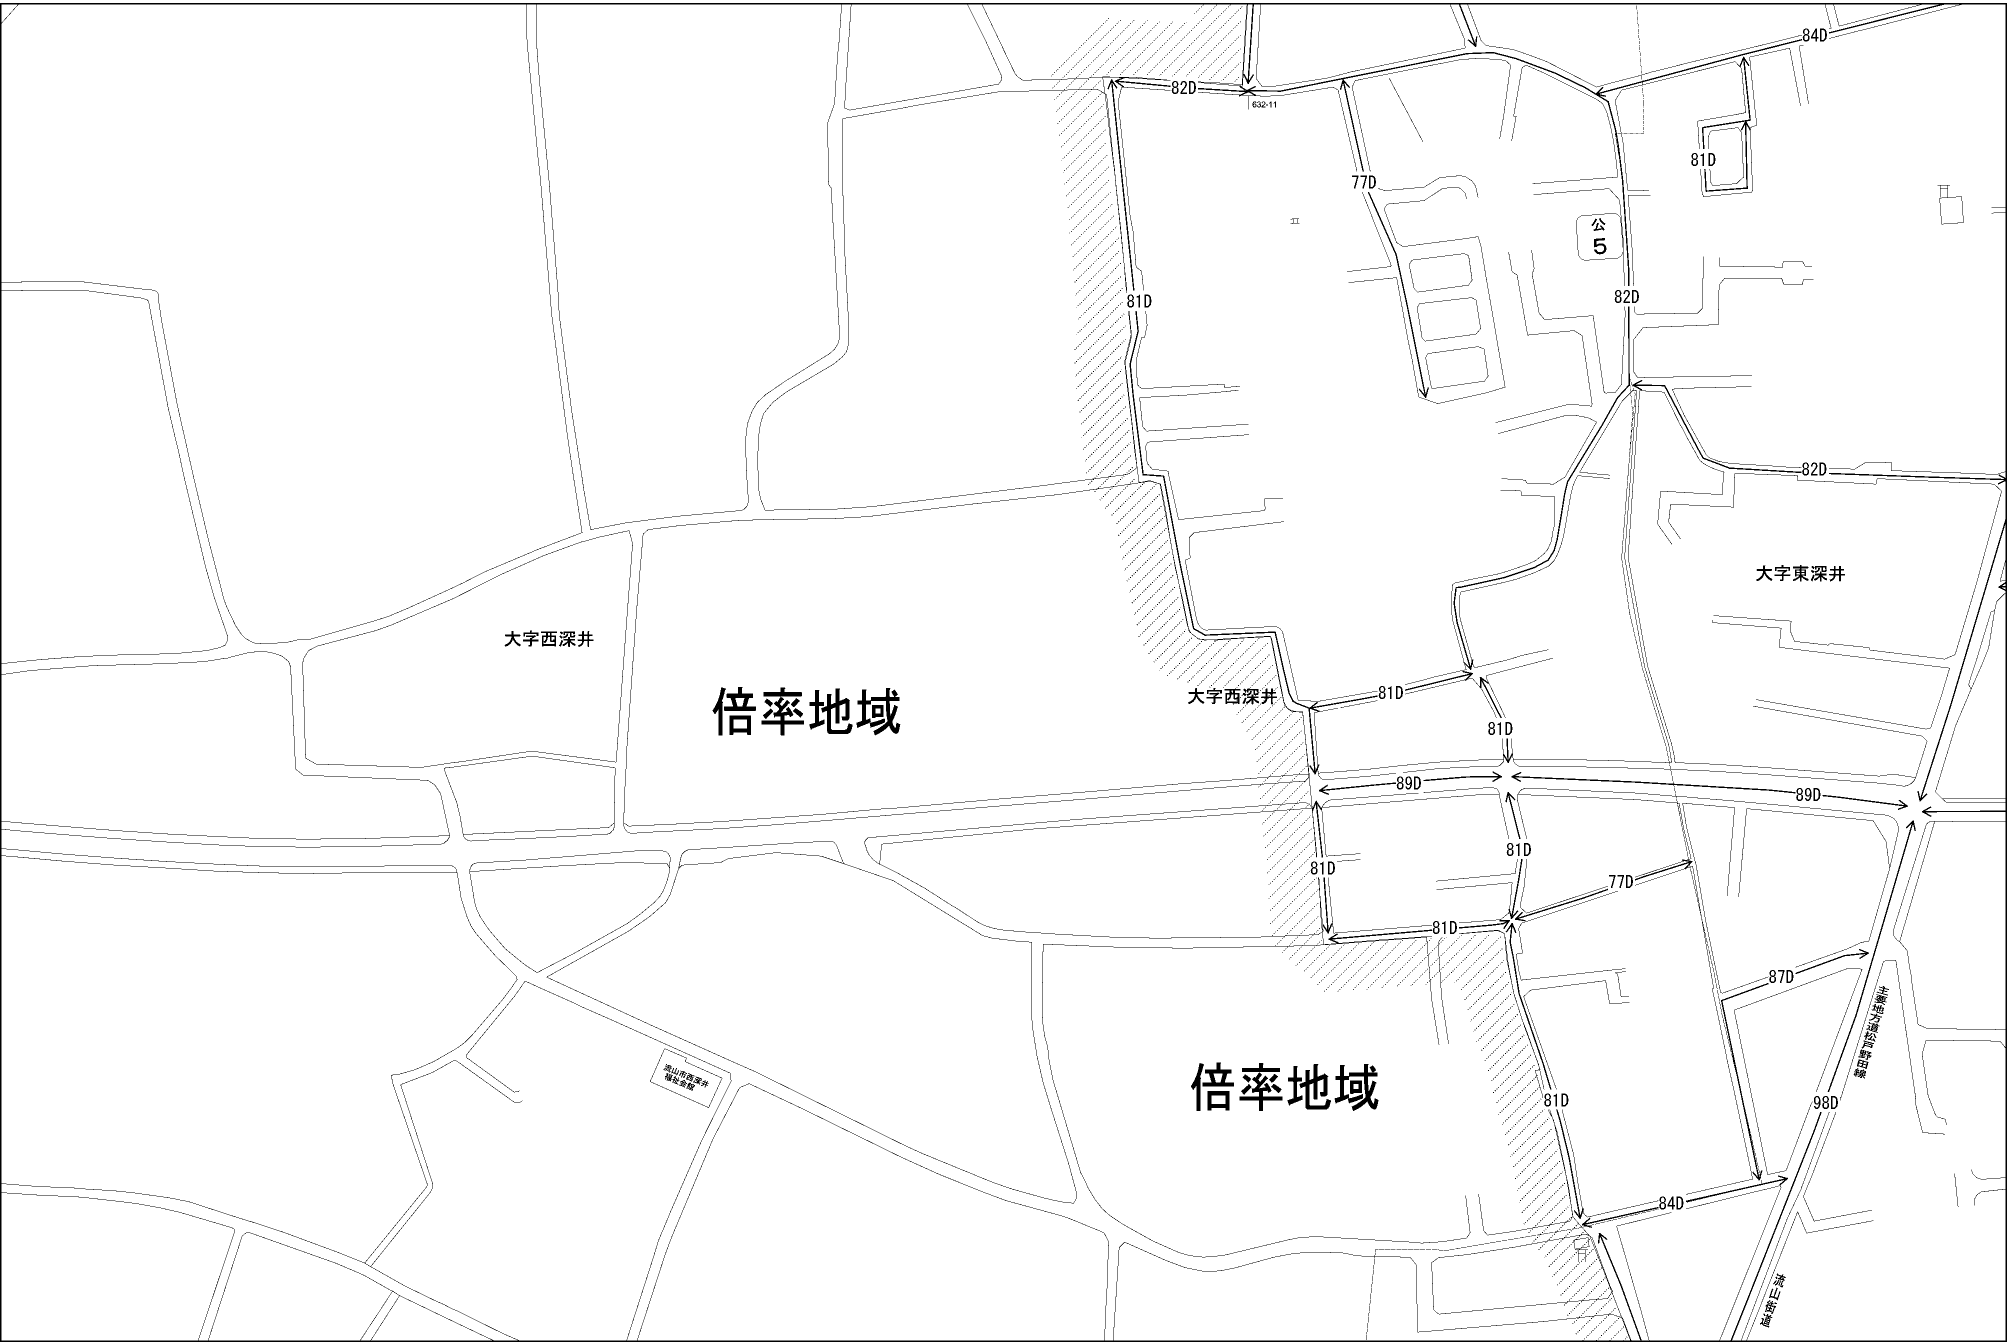 84D
82D
632-11
81D
77D
公
5
81D
82D
82D
大字東深井
大字西深井
倍率地域
大字西深井
81D
81D
89D
89D
81D
81D
77D
81D
87D
主要地方道松戸野田線
流山市西深井
福祉会館
倍率地域
81D
98D
84D
流山街道